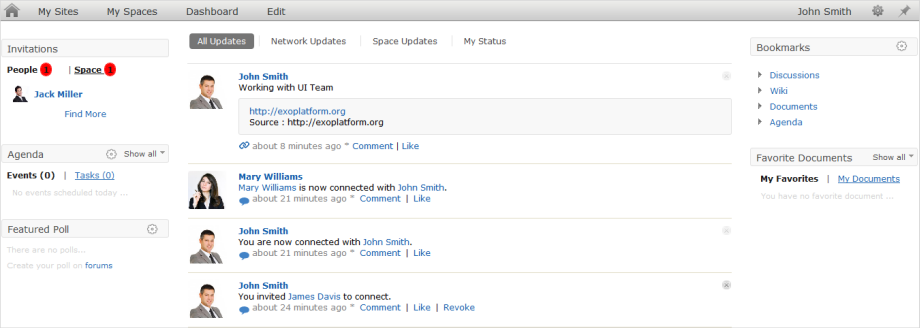 My Sites My Spaces Dashboard Edit John Smith
Invitations
People 1 | Space 1
Jack Miller
Find More
Agenda Show all
Events (0) | Tasks (0)
No events scheduled today ...
Featured Poll
There are no polls...
Create your poll on forums
All Updates Network Updates Space Updates My Status
John Smith
Working with UI Team
http://exoplatform.org
Source : http://exoplatform.org
about 8 minutes ago * Comment | Like
Mary Williams
Mary Williams is now connected with John Smith.
about 21 minutes ago * Comment | Like
John Smith
You are now connected with John Smith.
about 21 minutes ago * Comment | Like
John Smith
You invited James Davis to connect.
about 24 minutes ago * Comment | Like | Revoke
Bookmarks
Discussions
Wiki
Documents
Agenda
Favorite Documents Show all
My Favorites | My Documents
You have no favorite document ...